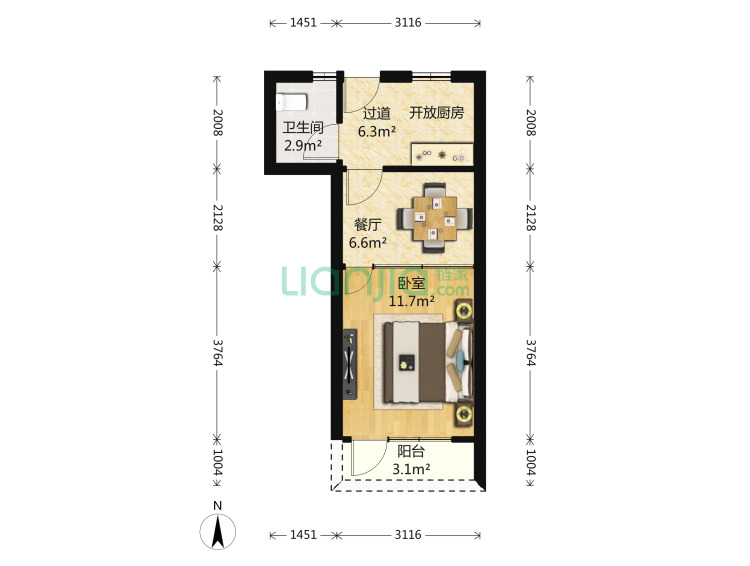 1451 3116
2008
2128
3764
1004
卫生间
2.9m²
过道
6.3m²
开放厨房
餐厅
6.6m²
Lianjia
链家
.com
卧室
11.7m²
阳台
3.1m²
2008
2128
3764
1004
N
1451 3116